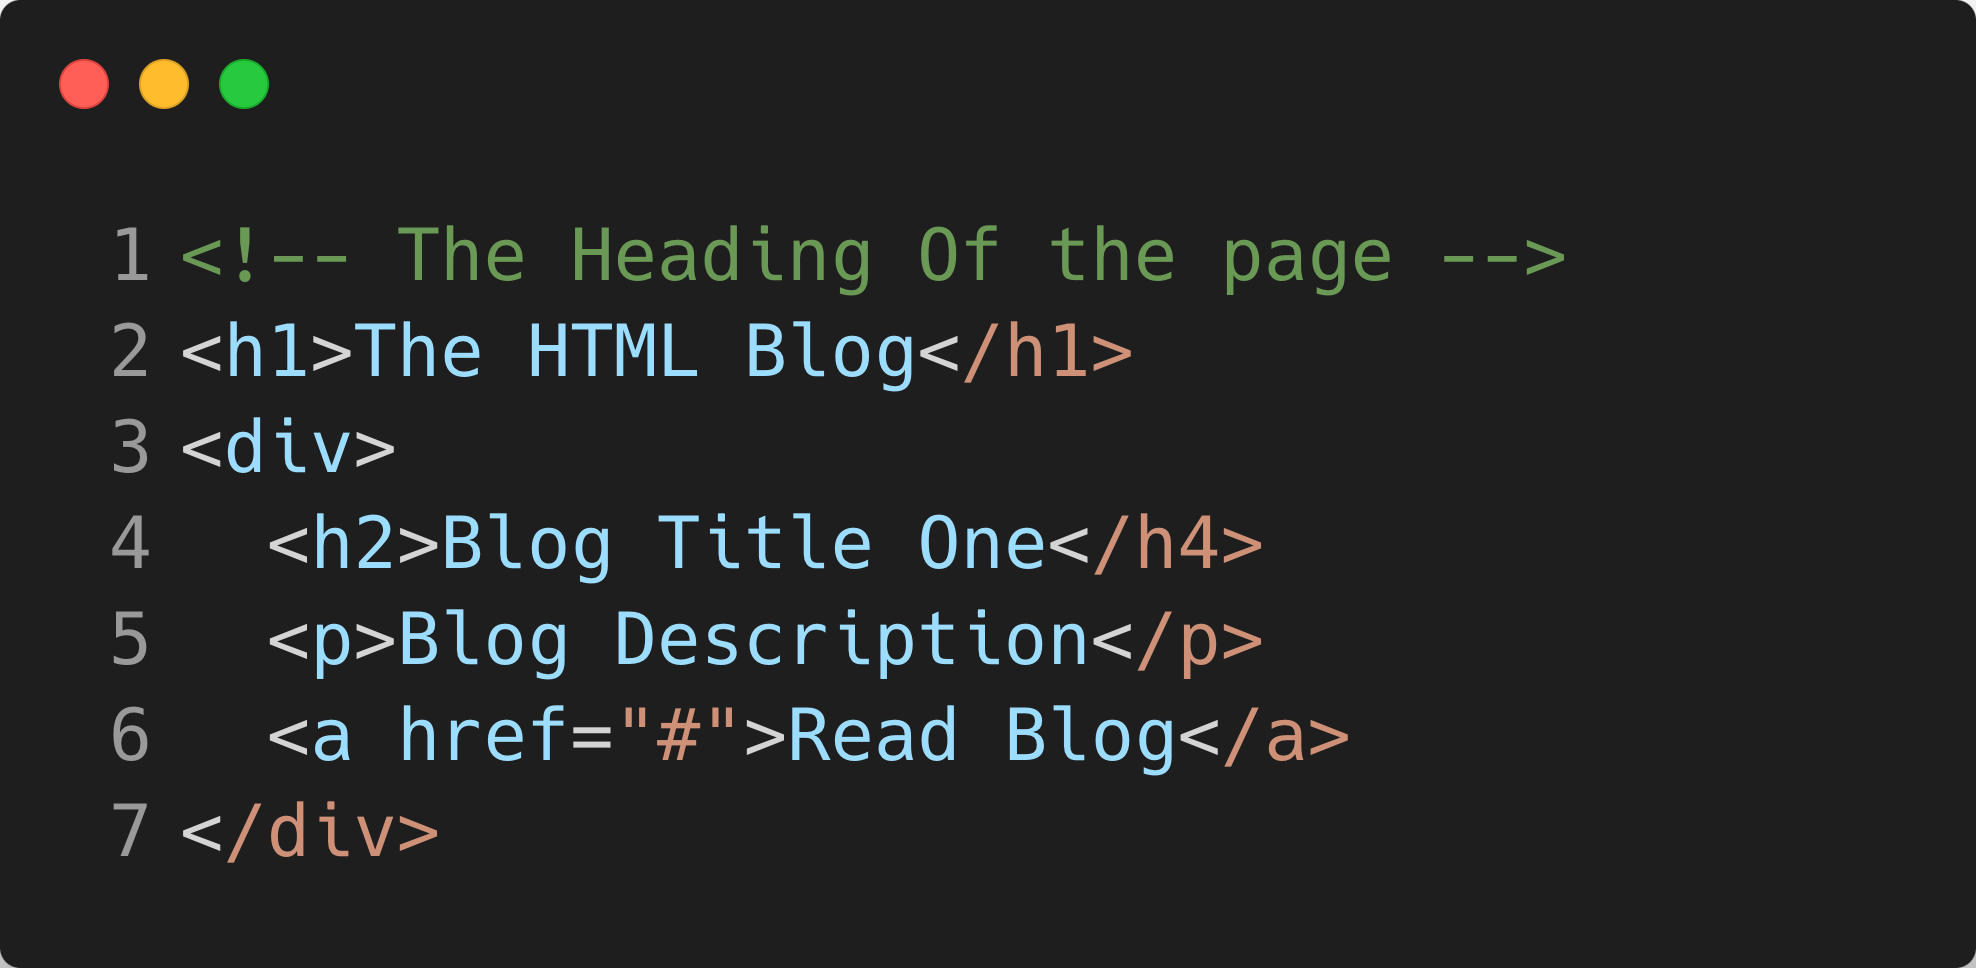 1 <!-- The Heading Of the page -->
2 <h1>The HTML Blog</h1>
3 <div>
4   <h2>Blog Title One</h4>
5   <p>Blog Description</p>
6   <a href="#">Read Blog</a>
7 </div>